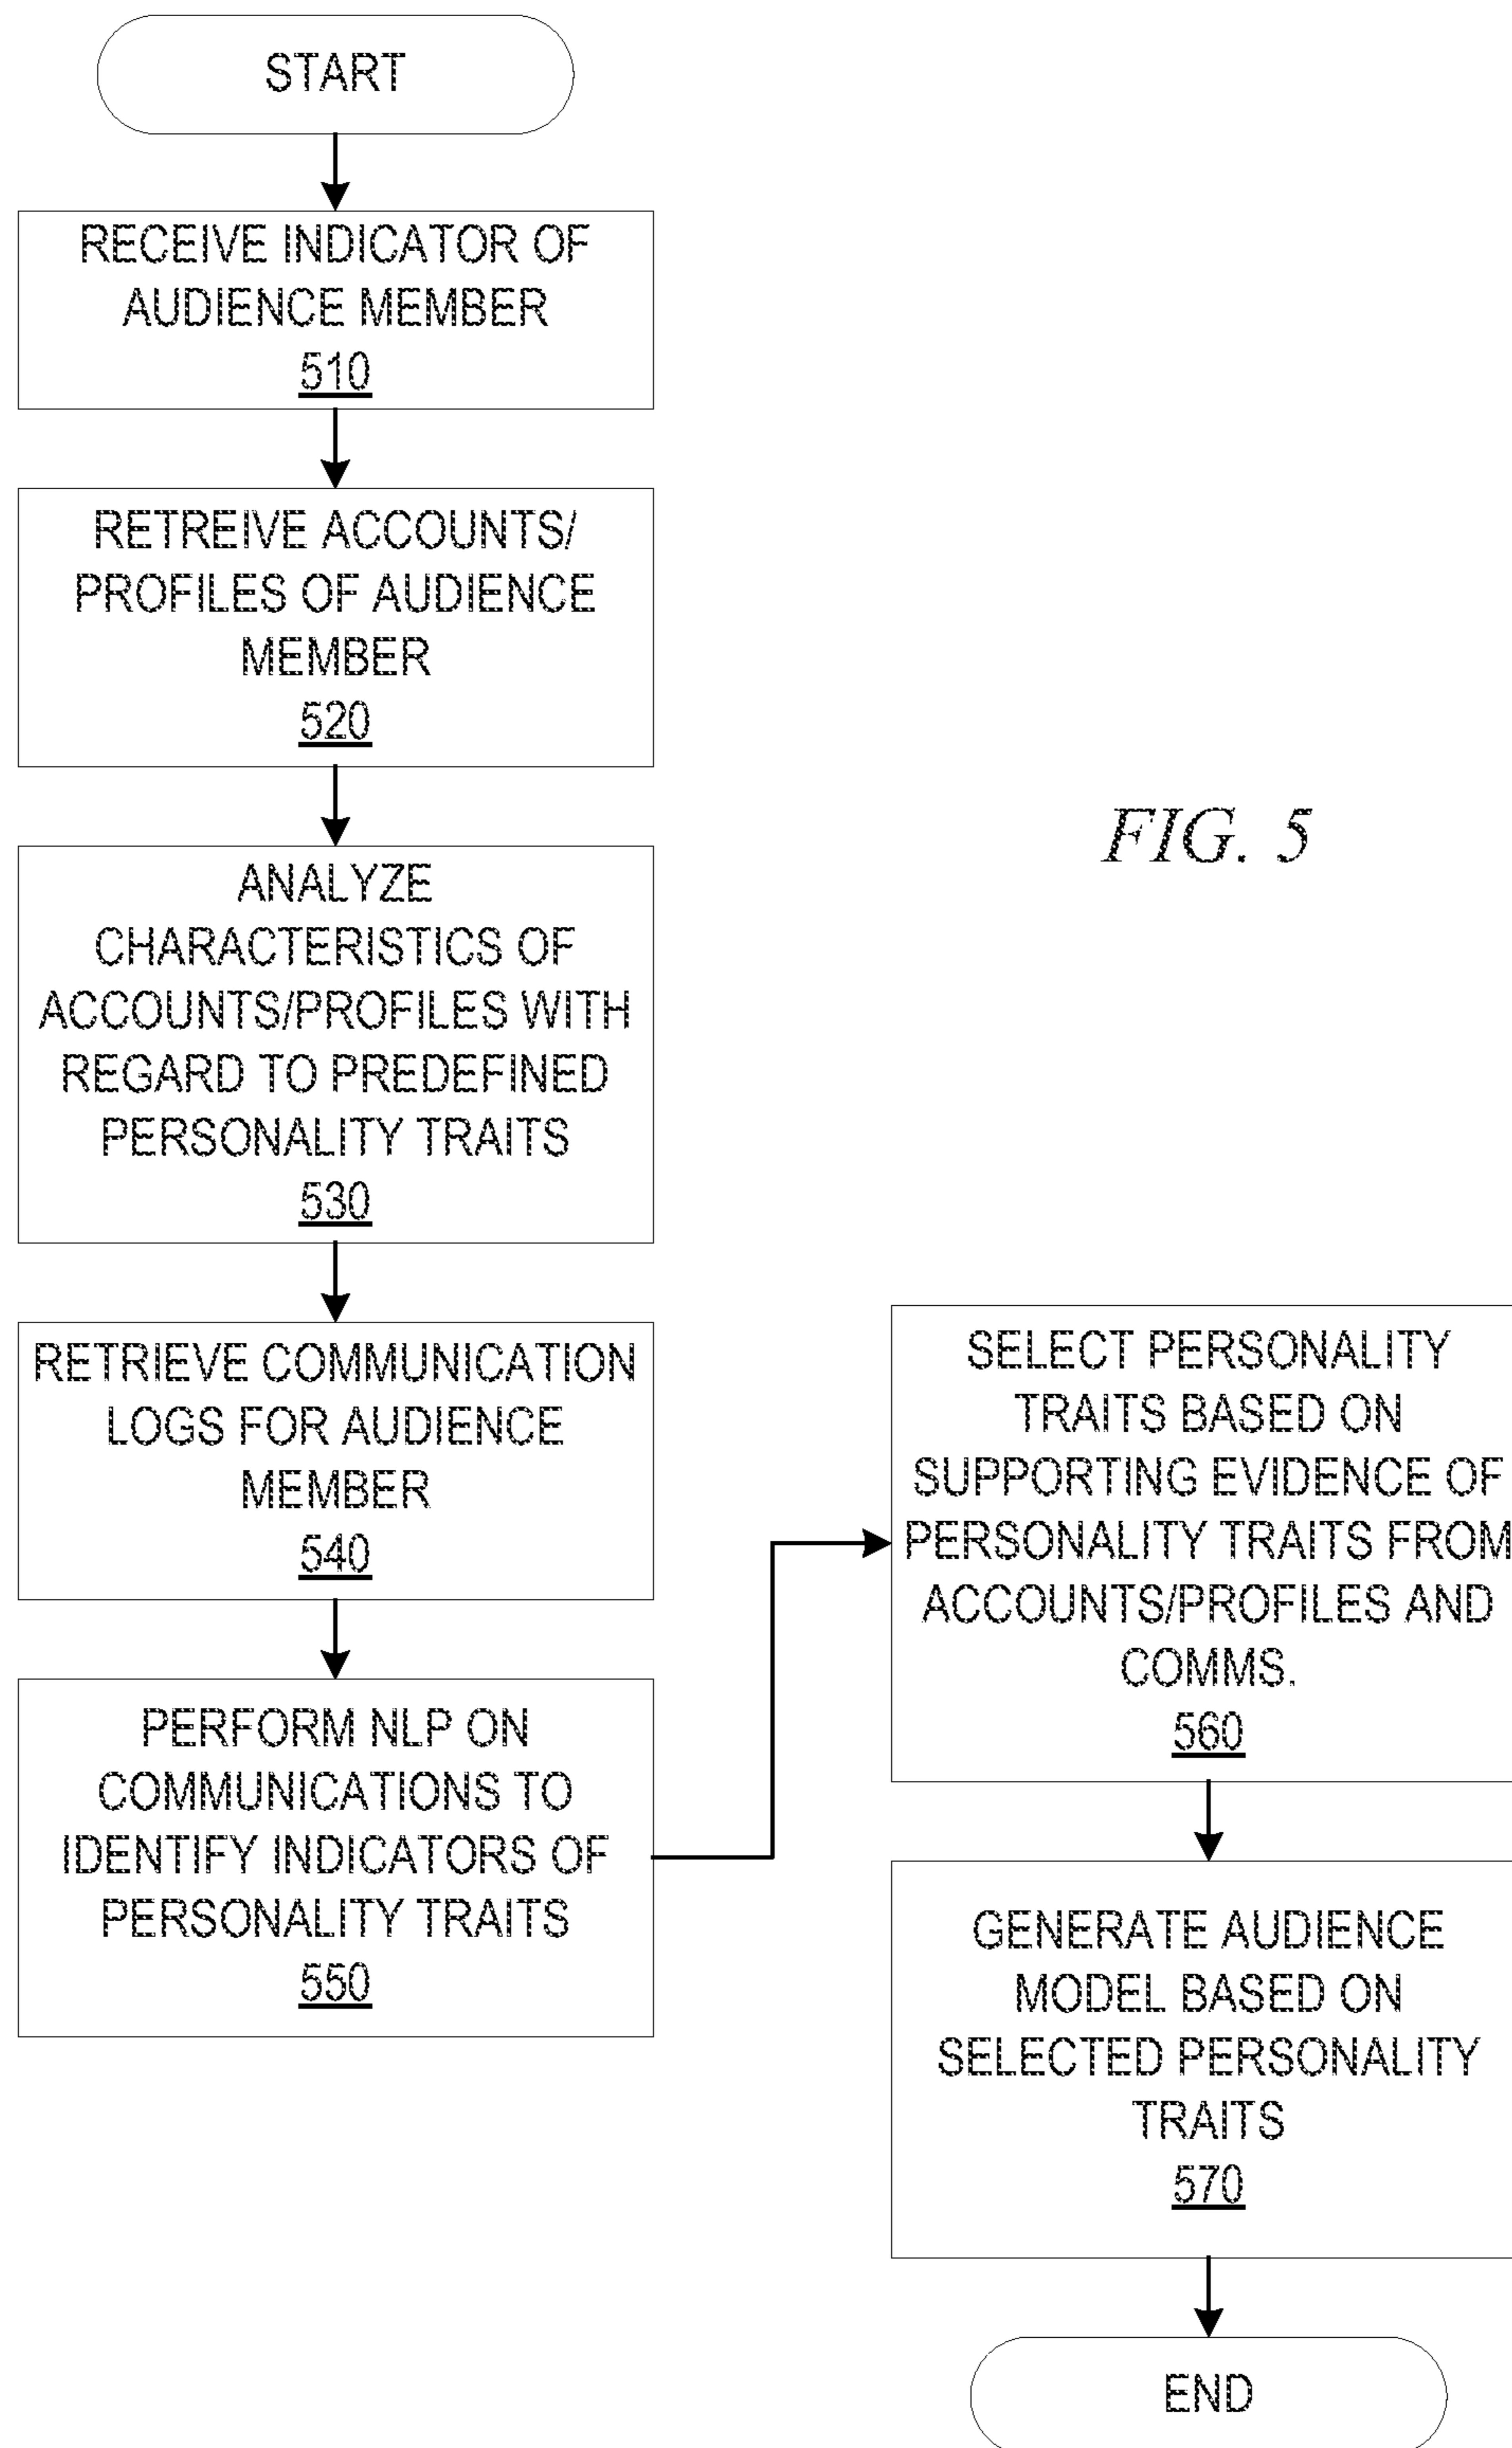 START
RECEIVE INDICATOR OF
AUDIENCE MEMBER
510
RETREIVE ACCOUNTS/
PROFILES OF AUDIENCE
MEMBER
520
ANALYZE
CHARACTERISTICS OF
ACCOUNTS/PROFILES WITH
REGARD TO PREDEFINED
PERSONALITY TRAITS
530
RETRIEVE COMMUNICATION
LOGS FOR AUDIENCE
MEMBER
540
PERFORM NLP ON
COMMUNICATIONS TO
IDENTIFY INDICATORS OF
PERSONALITY TRAITS
550
FIG. 5
SELECT PERSONALITY
TRAITS BASED ON
SUPPORTING EVIDENCE OF
PERSONALITY TRAITS FROM
ACCOUNTS/PROFILES AND
COMMS.
560
GENERATE AUDIENCE
MODEL BASED ON
SELECTED PERSONALITY
TRAITS
570
END